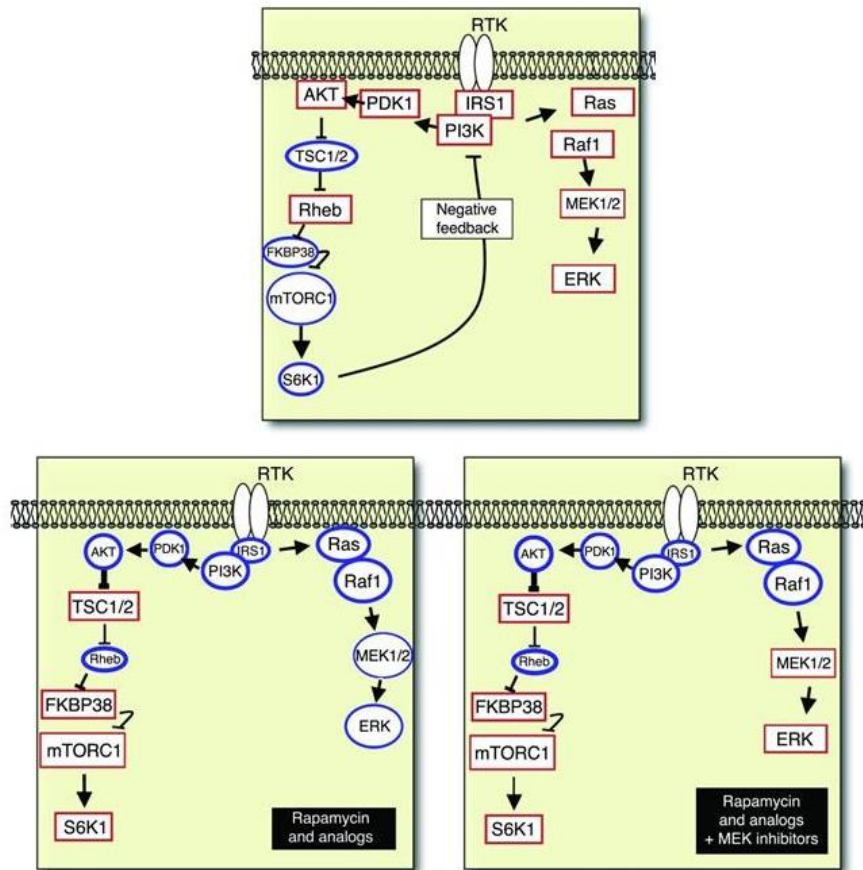 RTK
AKT
PDK1
IRS1
Ras
PI3K
Raf1
TSC1/2
Rheb
Negative
feedback
MEK1/2
FKBP38
ERK
mTORC1
S6K1
RTK
AKT
PDK1
IRS1
Ras
PI3K
Raf1
TSC1/2
Rheb
MEK1/2
FKBP38
ERK
mTORC1
S6K1
Rapamycin
and analogs
RTK
AKT
PDK1
IRS1
Ras
PI3K
Raf1
TSC1/2
Rheb
MEK1/2
FKBP38
ERK
mTORC1
S6K1
Rapamycin
and analogs
+ MEK inhibitors